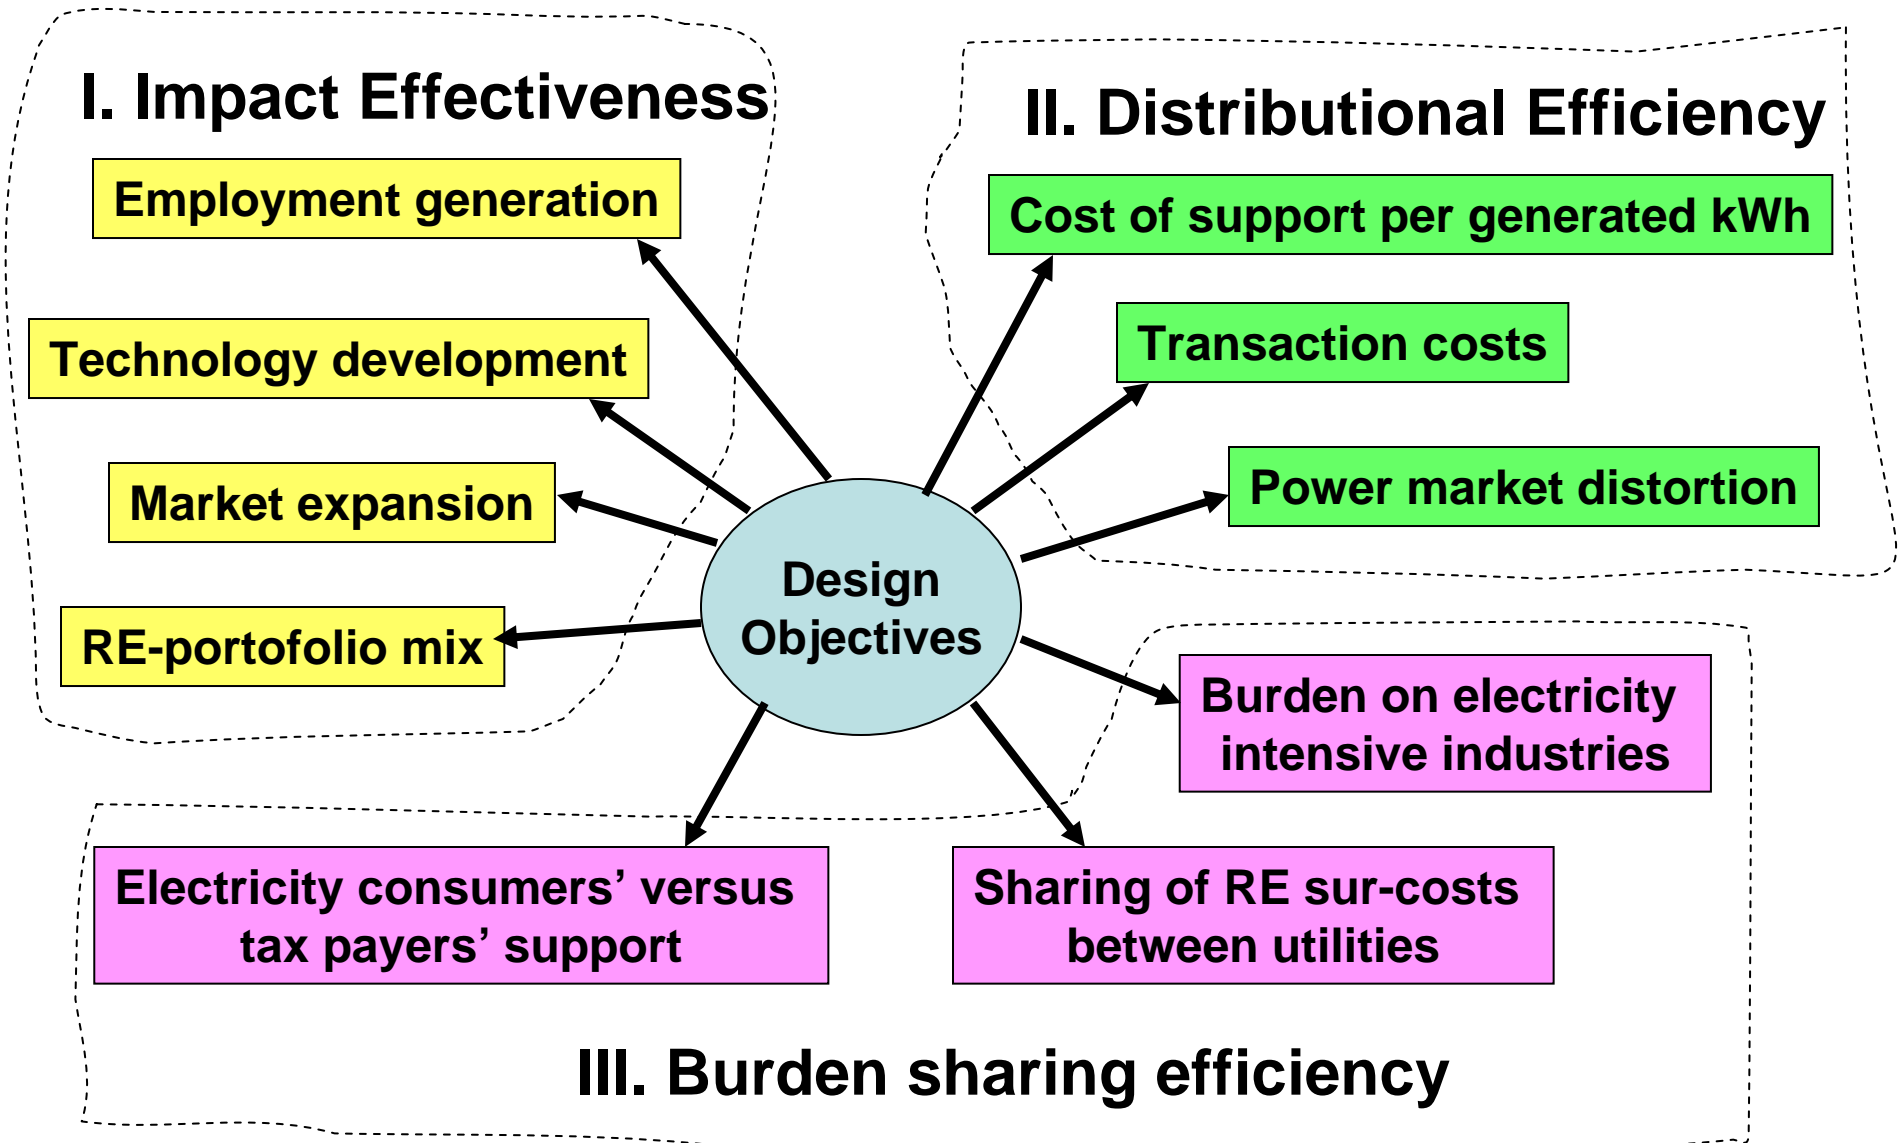 I. Impact Effectiveness
Employment generation
Technology development
Market expansion
RE-portofolio mix
II. Distributional Efficiency
Cost of support per generated kWh
Transaction costs
Power market distortion
Design
Objectives
Burden on electricity
intensive industries
Electricity consumers’ versus
tax payers’ support
Sharing of RE sur-costs
between utilities
III. Burden sharing efficiency